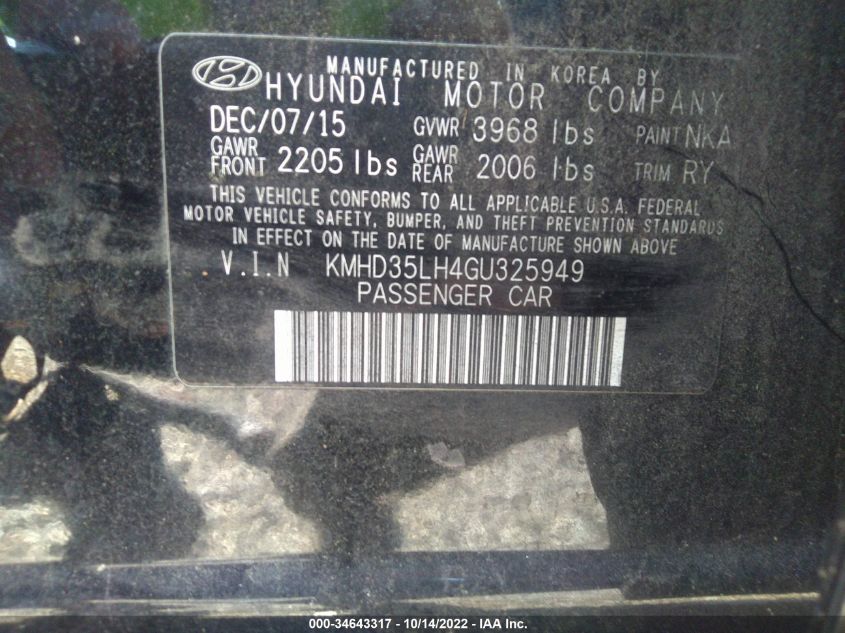 MANUFACTURED IN KOREA BY
HYUNDAI MOTOR COMPANY
DEC/07/15 GVWR 3968 lbs PAINT NKA
GAWR FRONT 2205 lbs GAWR REAR 2006 lbs TRIM RY
THIS VEHICLE CONFORMS TO ALL APPLICABLE U.S.A. FEDERAL
MOTOR VEHICLE SAFETY, BUMPER, AND THEFT PREVENTION STANDARDS
IN EFFECT ON THE DATE OF MANUFACTURE SHOWN ABOVE
V.I.N KMHD35LH4GU325949
PASSENGER CAR
000-34643317 - 10/14/2022 - IAA Inc.